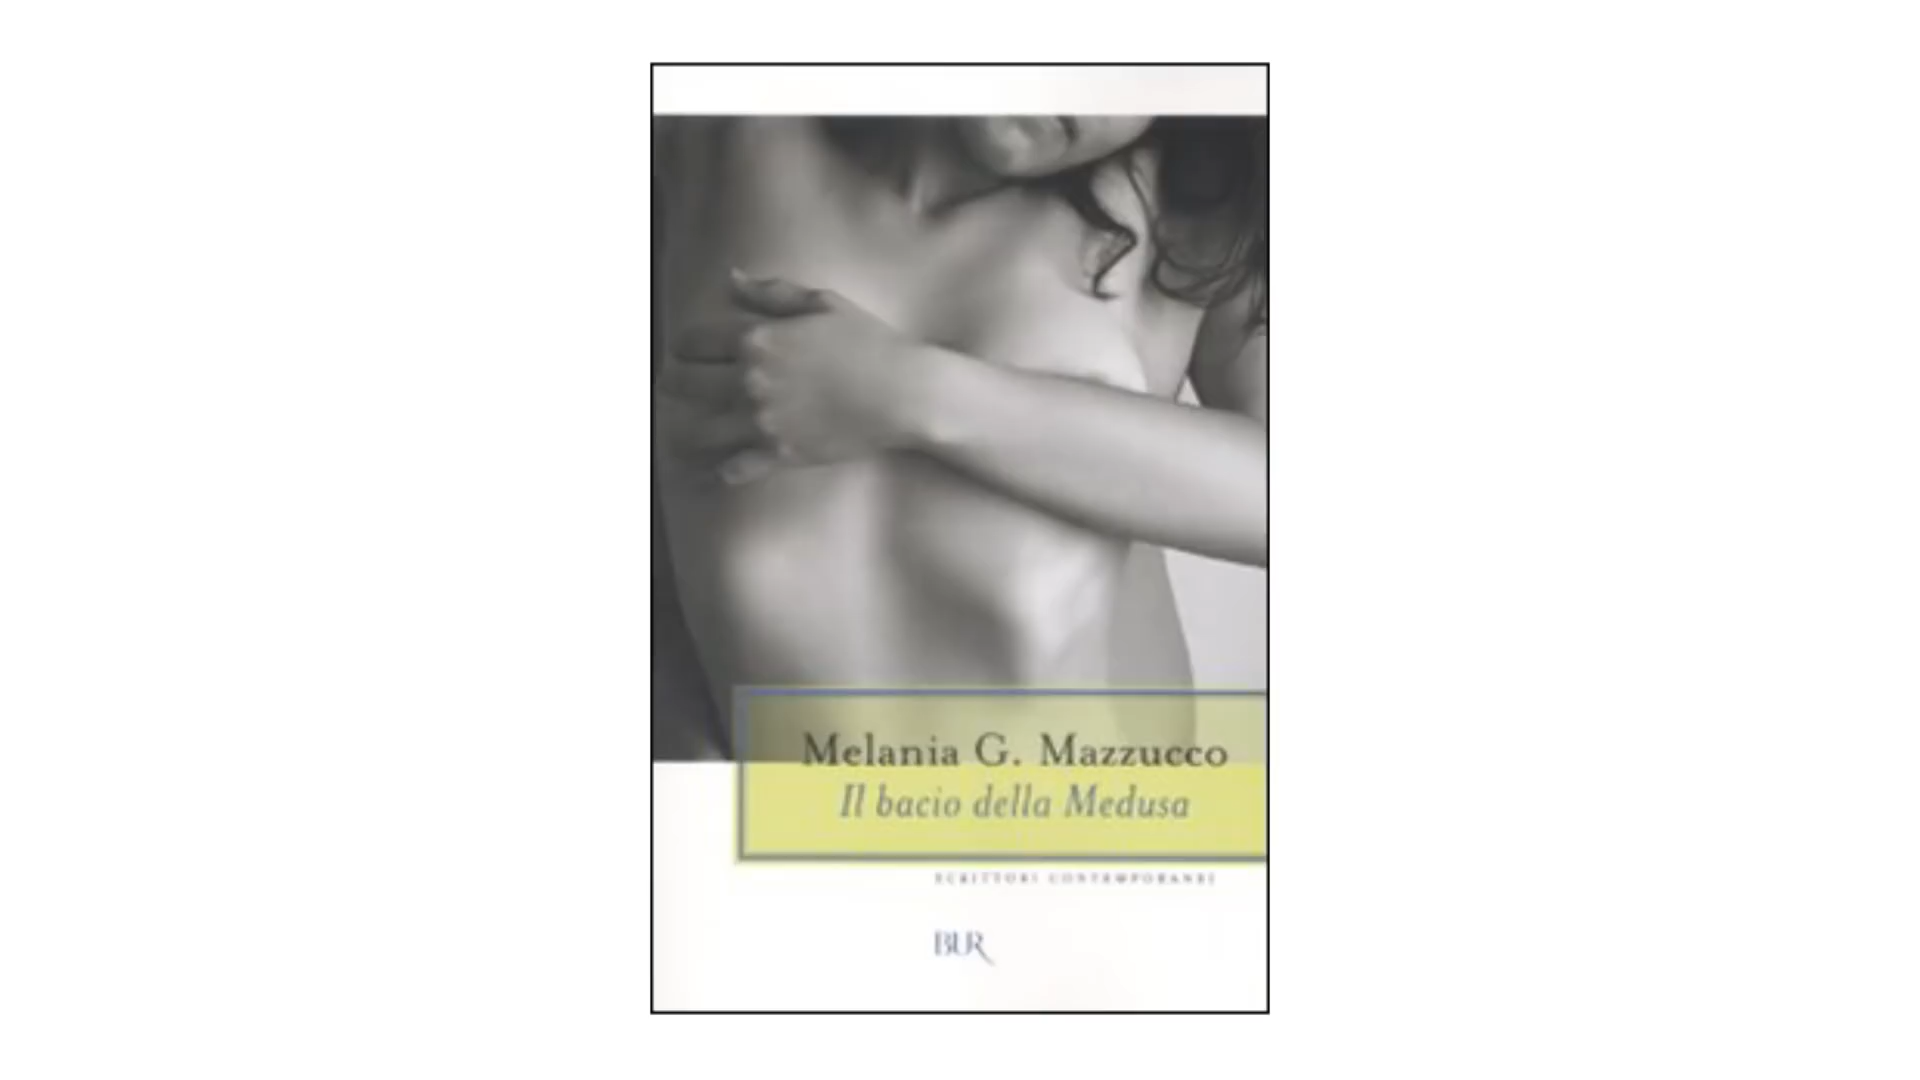 Melania G. Mazzucco
Il bacio della Medusa
SCRITTORI CONTEMPORANEI
BUR